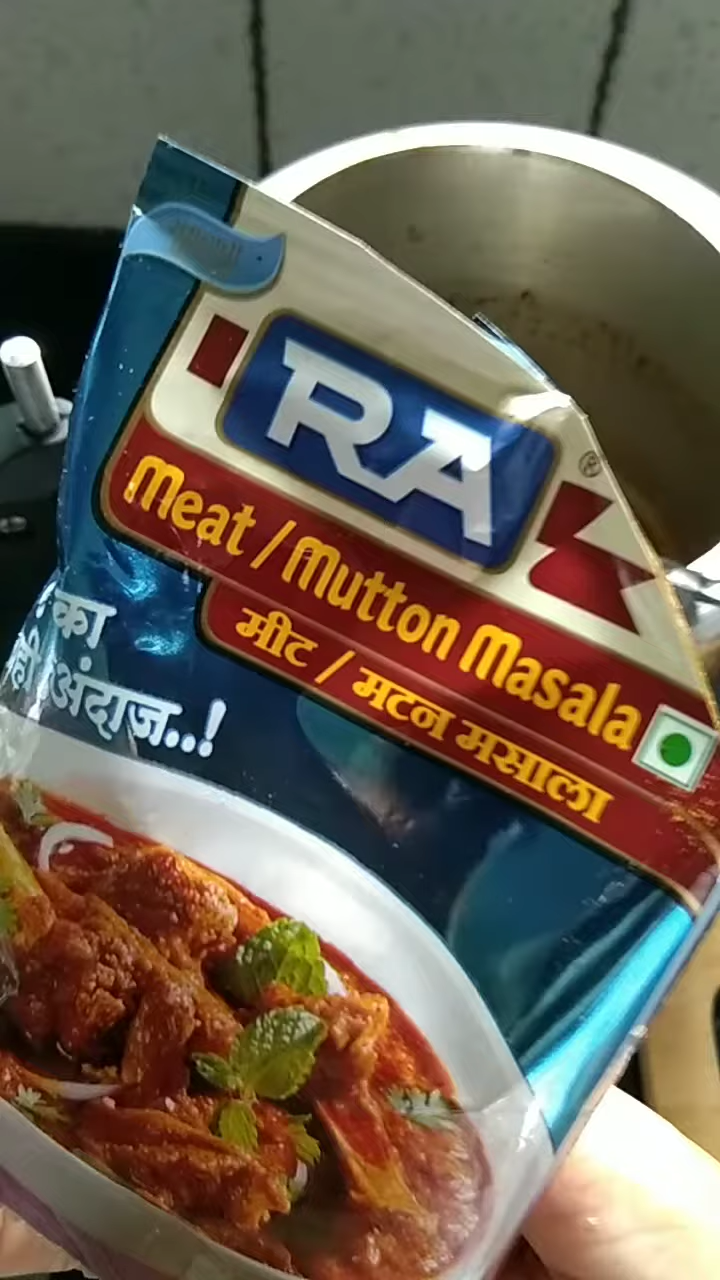 RA
®
Meat / Mutton Masala
मीट / मटन मसाला
का
ही अंदाज..!